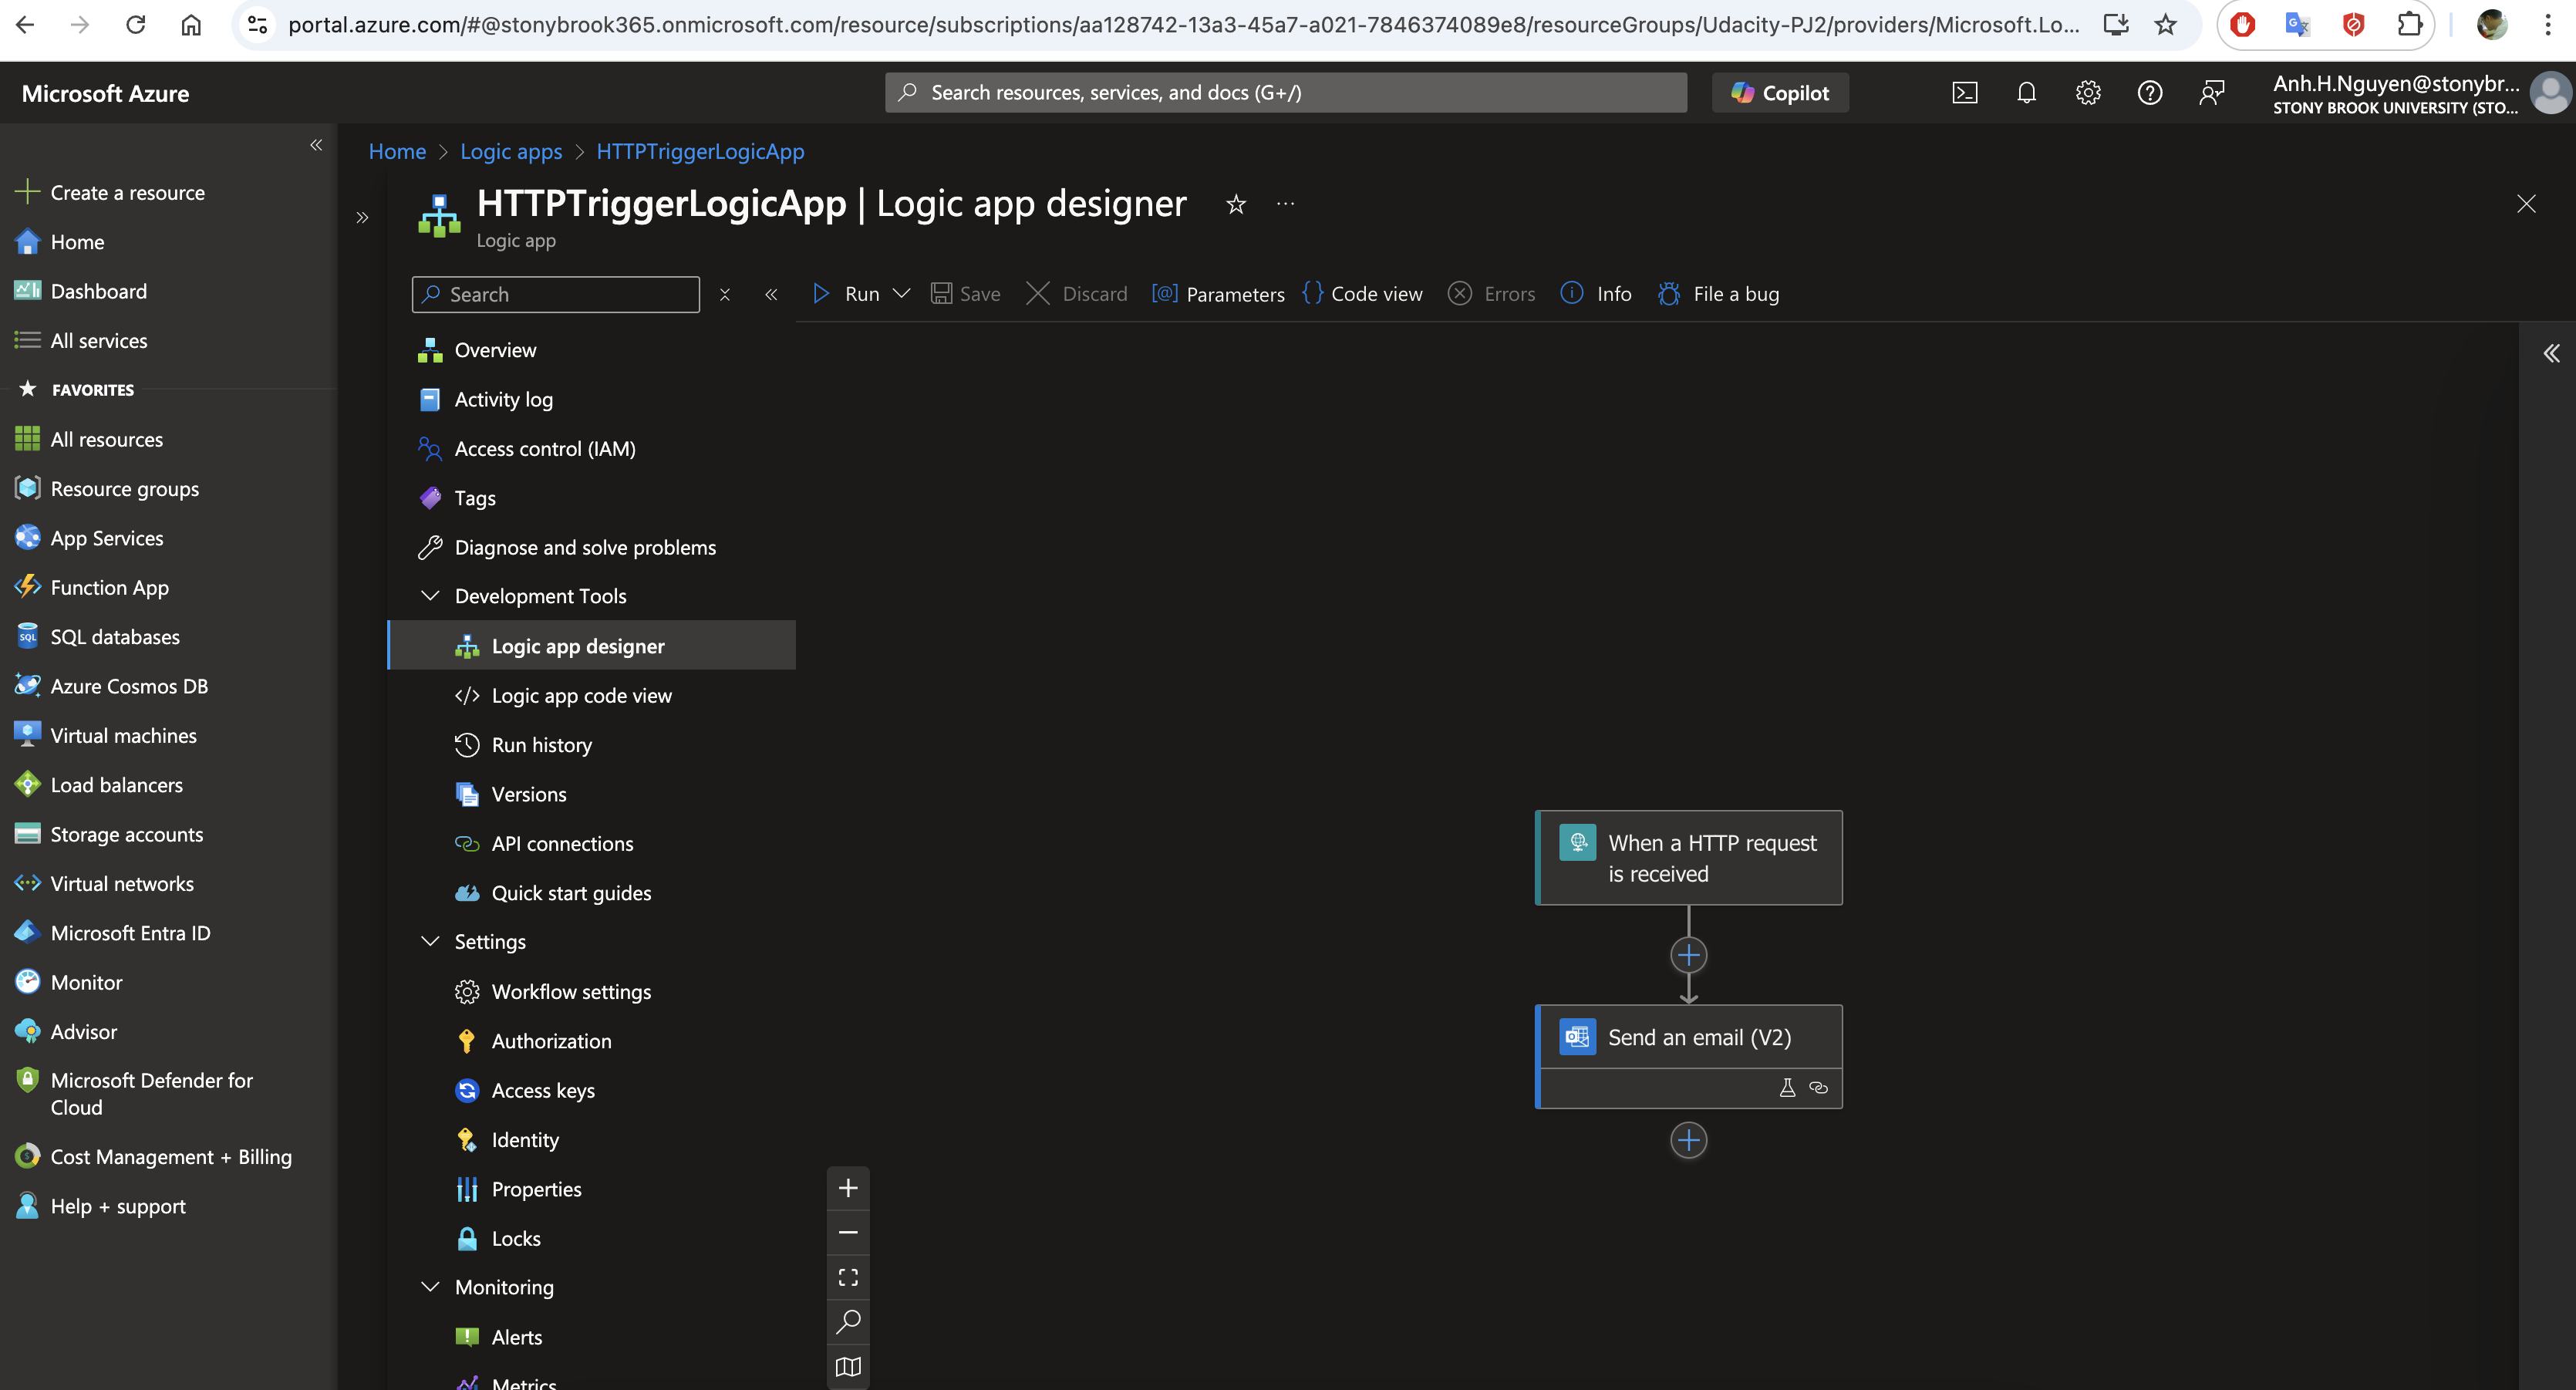 portal.azure.com/#@stonybrook365.onmicrosoft.com/resource/subscriptions/aa128742-13a3-45a7-a021-7846374089e8/resourceGroups/Udacity-PJ2/providers/Microsoft.Lo...
Microsoft Azure
Search resources, services, and docs (G+/)
Copilot
Anh.H.Nguyen@stonybr...
STONY BROOK UNIVERSITY (STO...
Create a resource
Home
Dashboard
All services
FAVORITES
All resources
Resource groups
App Services
Function App
SQL databases
Azure Cosmos DB
Virtual machines
Load balancers
Storage accounts
Virtual networks
Microsoft Entra ID
Monitor
Advisor
Microsoft Defender for
Cloud
Cost Management + Billing
Help + support
Home > Logic apps > HTTPTriggerLogicApp
HTTPTriggerLogicApp | Logic app designer
Logic app
Search
Overview
Activity log
Access control (IAM)
Tags
Diagnose and solve problems
Development Tools
Logic app designer
Logic app code view
Run history
Versions
API connections
Quick start guides
Settings
Workflow settings
Authorization
Access keys
Identity
Properties
Locks
Monitoring
Alerts
Metrics
Run Save Discard Parameters Code view Errors Info File a bug
When a HTTP request
is received
Send an email (V2)